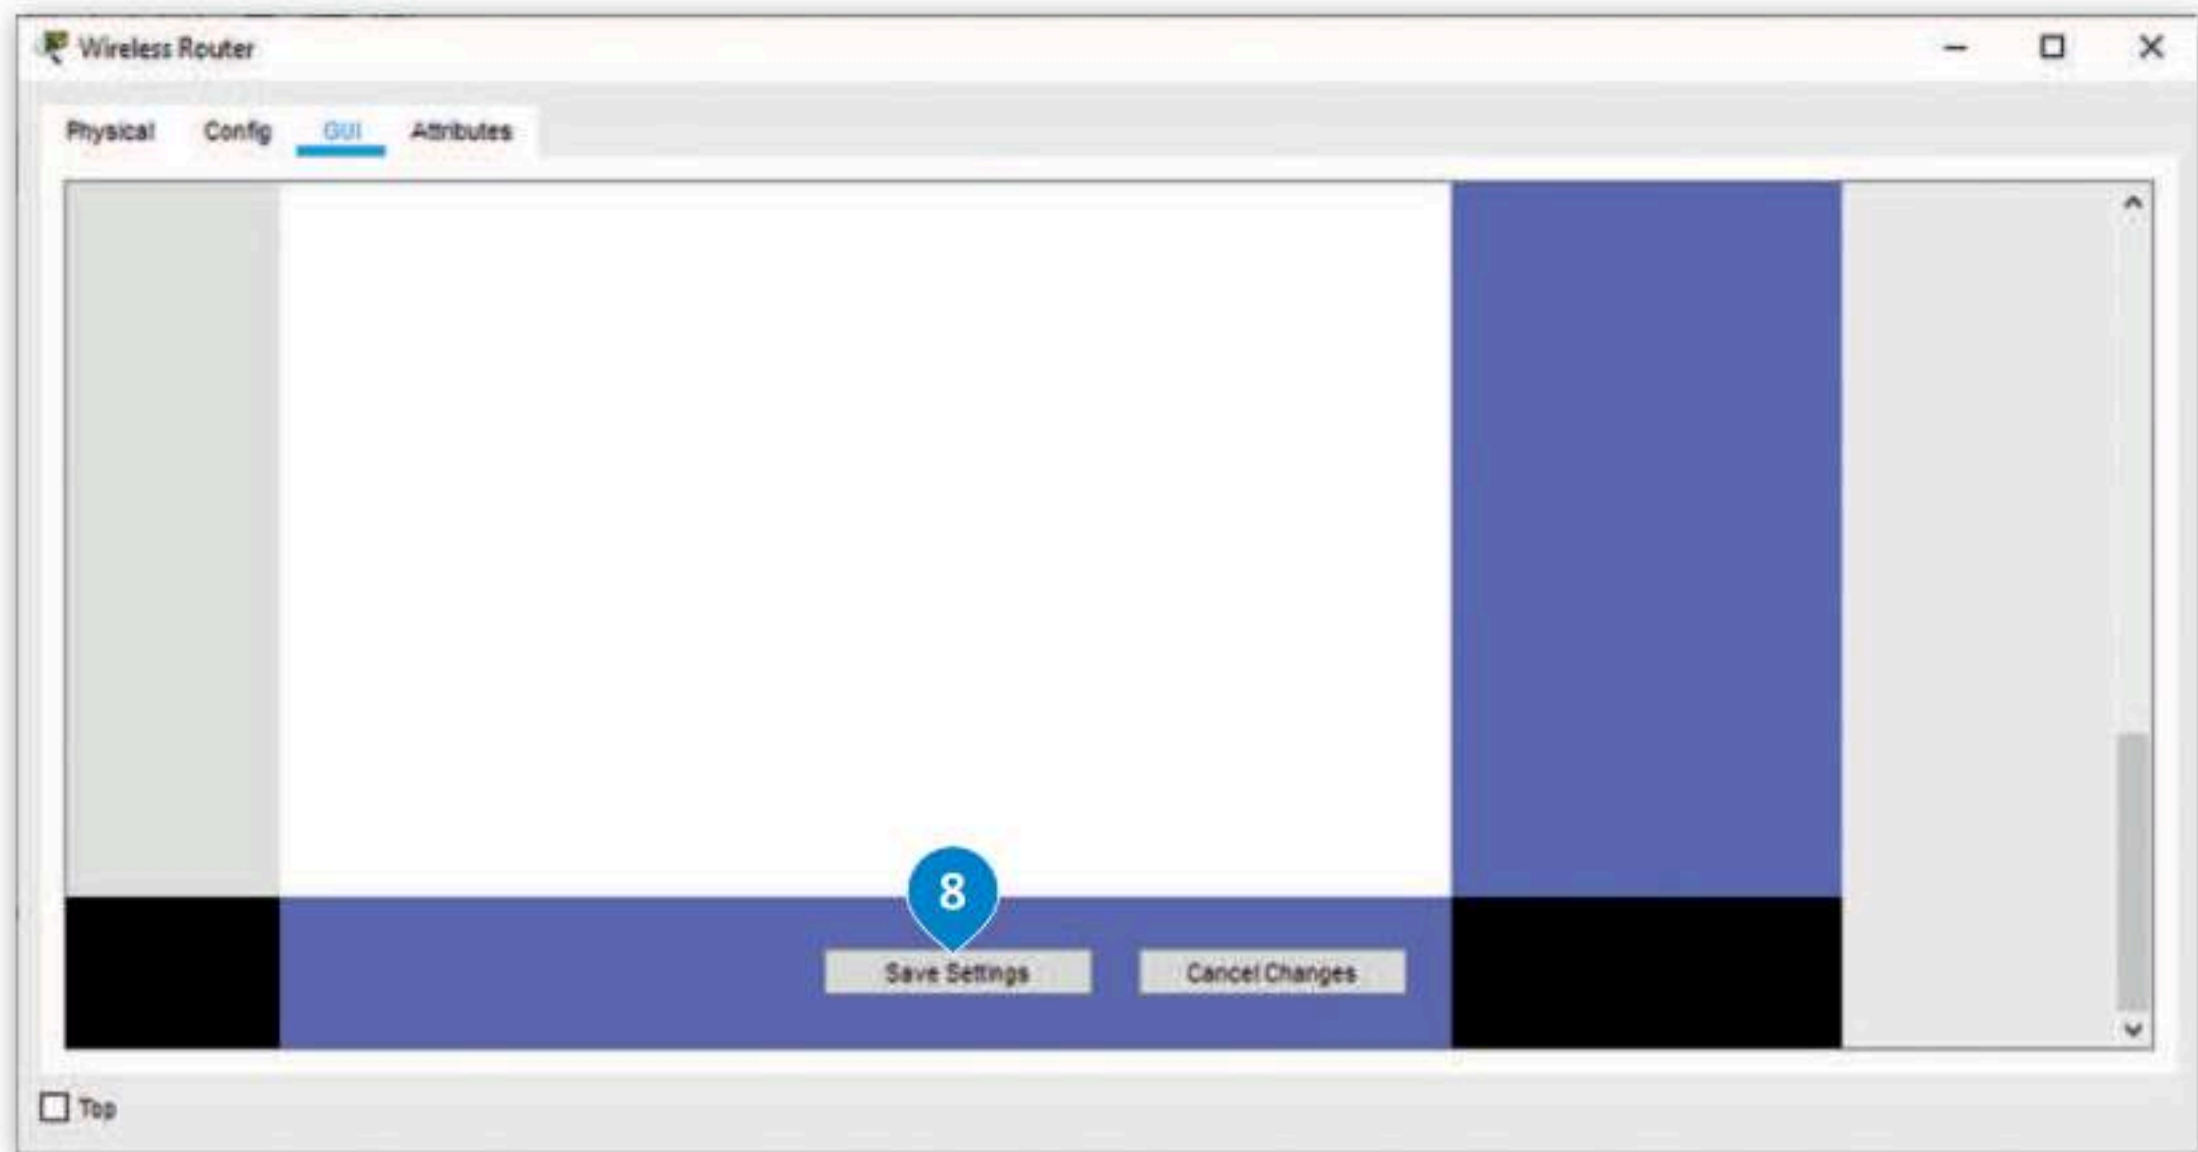 Wireless Router
Physical Config GUI Attributes
8
Save Settings Cancel Changes
Top